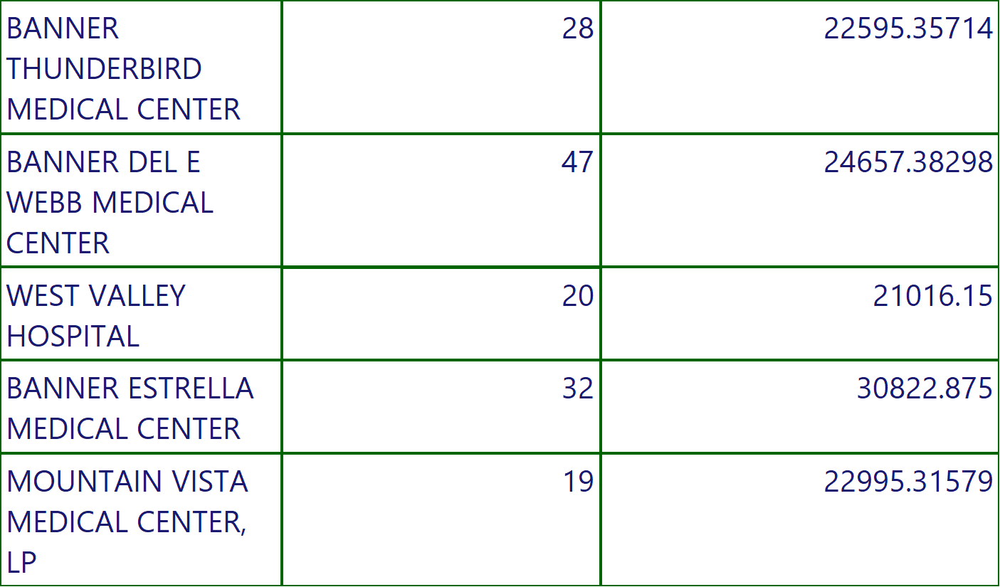 BANNER 28 22595.35714
THUNDERBIRD
MEDICAL CENTER
BANNER DEL E 47 24657.38298
WEBB MEDICAL
CENTER
WEST VALLEY 20 21016.15
HOSPITAL
BANNER ESTRELLA 32 30822.875
MEDICAL CENTER
MOUNTAIN VISTA 19 22995.31579
MEDICAL CENTER,
LP